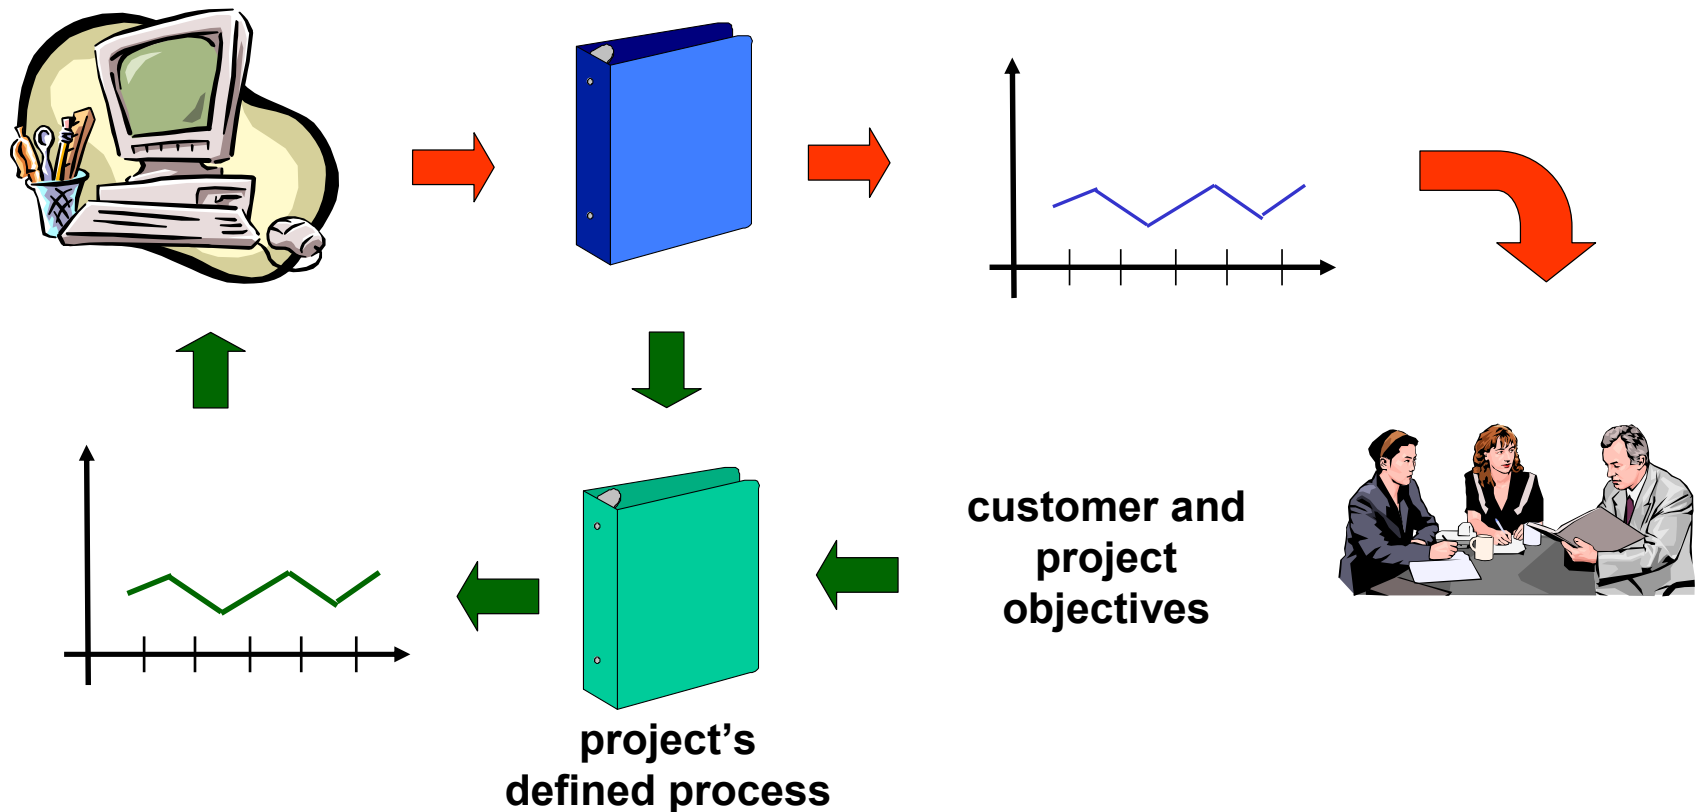 customer and
project
objectives
project’s
defined process